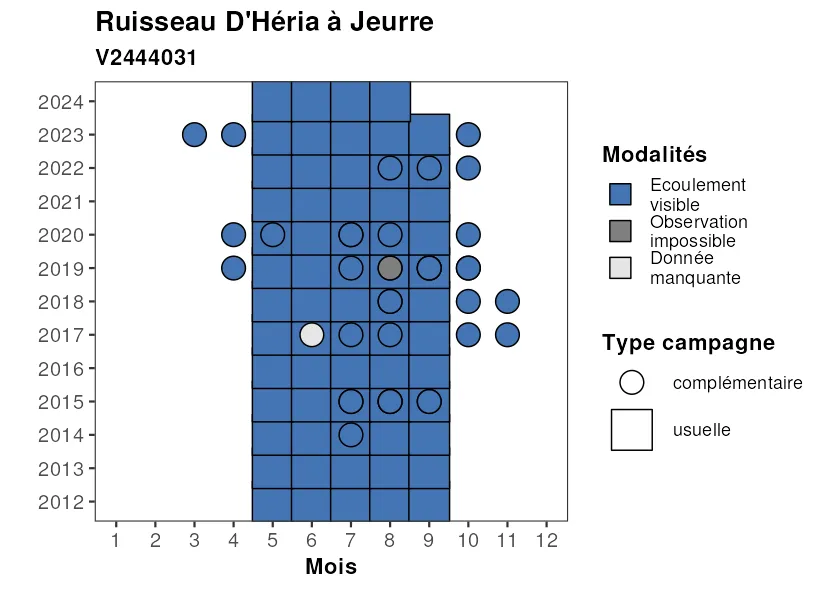 Ruisseau D'Héria à Jeurre
V2444031
2024
2023
2022
2021
2020
2019
2018
2017
2016
2015
2014
2013
2012
1 2 3 4 5 6 7 8 9 10 11 12
Mois
Modalités
Ecoulement
visible
Observation
impossible
Donnée
manquante
Type campagne
complémentaire
usuelle